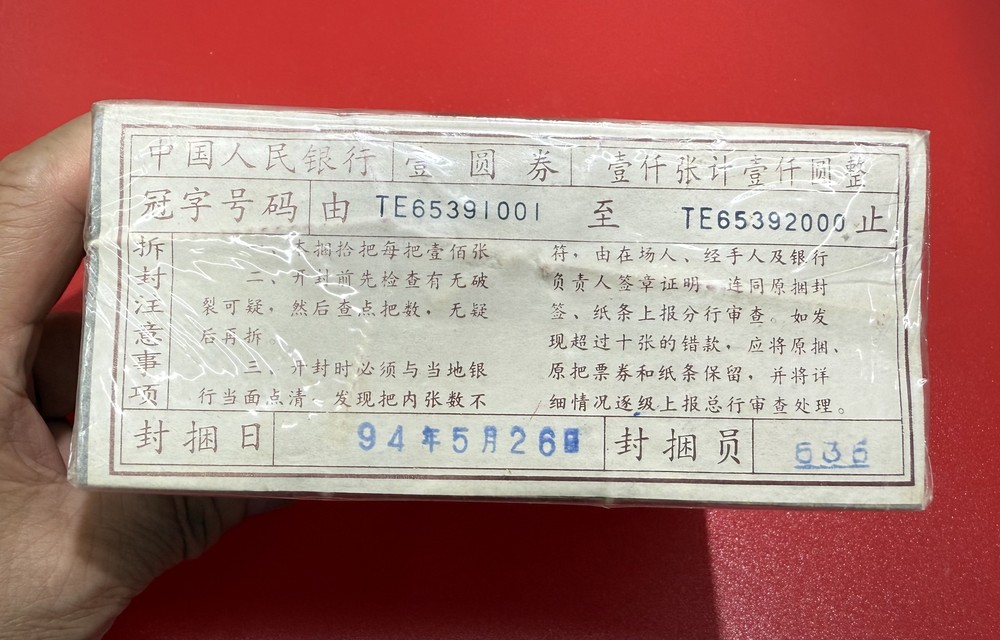 中国人民银行 壹圆券 壹仟张计壹仟圆整
冠字号码 由 TE65391001 至 TE65392000 止
拆封注意事项
一、本捆拾把每把壹佰张
二、开封前先检查有无破
裂可疑，然后查点把数，无疑
后再拆。
三、开封时必须与当地银
行当面点清，发现把内张数不
符，由在场人、经手人及银行
负责人签章证明，连同原捆封
签、纸条上报分行审查。如发
现超过十张的错款，应将原捆、
原把票券和纸条保留，并将详
细情况逐级上报总行审查处理。
封捆日 94年5月26日 封捆员 636